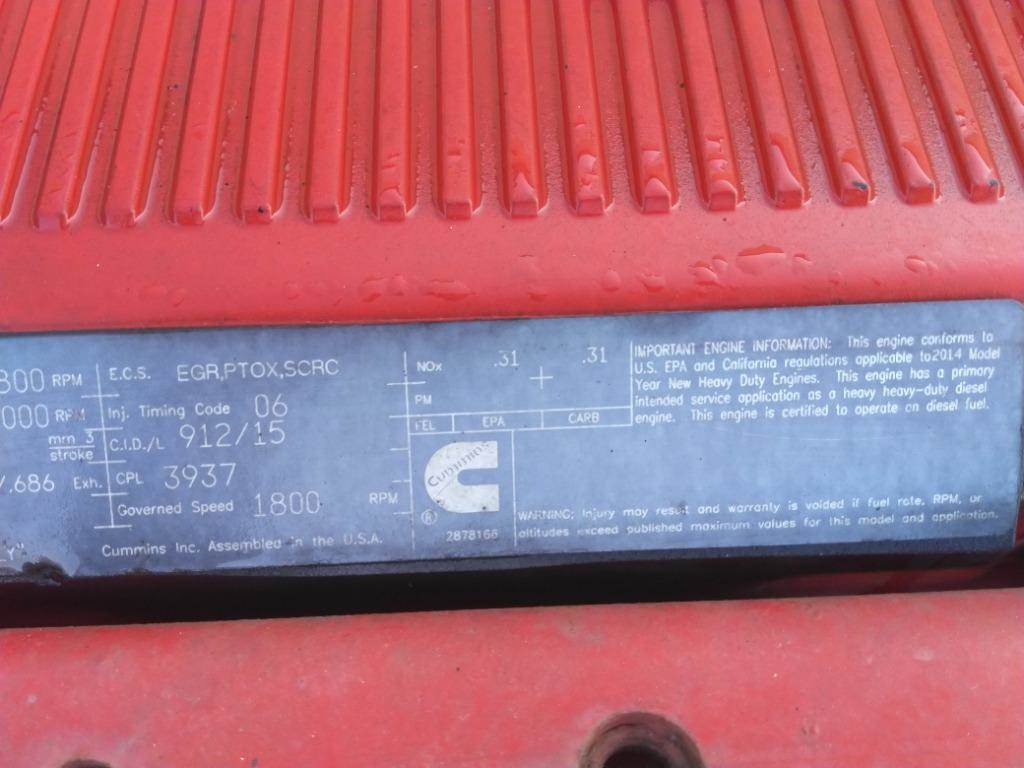 800 RPM
E.C.S. EGR,PTOX,SCRC
000 RPM
Inj. Timing Code 06
mm 3
stroke
C.I.D./L 912/15
.686 Exh.
CPL 3937
Governed Speed 1800 RPM
Cummins Inc. Assembled in the U.S.A.
Y"
NOx .31 .31
PM
FEL EPA CARB
Cummins
®
2878166
IMPORTANT ENGINE INFORMATION: This engine conforms to
U.S. EPA and California regulations applicable to2014 Model
Year New Heavy Duty Engines. This engine has a primary
intended service application as a heavy heavy-duty diesel
engine. This engine is certified to operate on diesel fuel.
WARNING: Injury may result and warranty is voided if fuel rate, RPM, or
altitudes exceed published maximum values for this model and application.